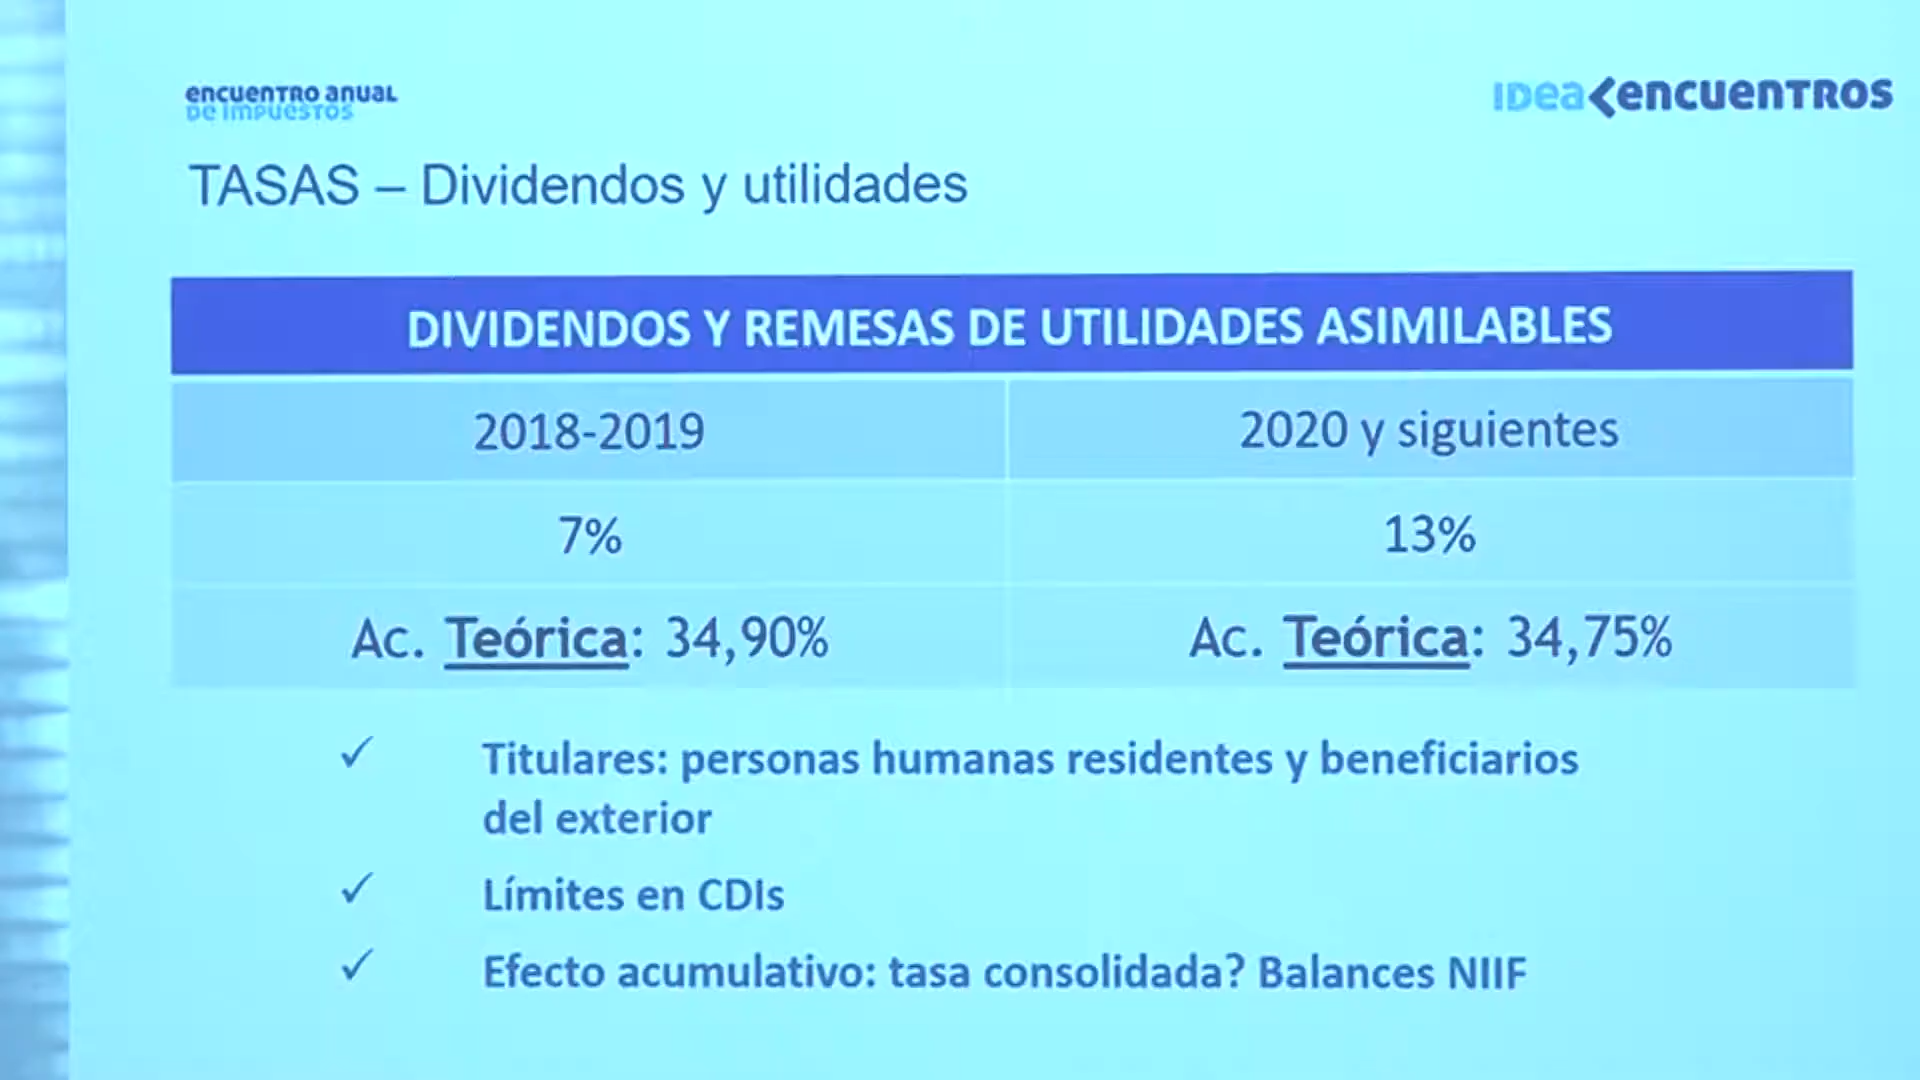 encuentro anual
de impuestos
IDea<encuentros
TASAS – Dividendos y utilidades
DIVIDENDOS Y REMESAS DE UTILIDADES ASIMILABLES
2018-2019
2020 y siguientes
7%
13%
Ac. Teórica: 34,90%
Ac. Teórica: 34,75%
✓ Titulares: personas humanas residentes y beneficiarios
del exterior
✓ Límites en CDIs
✓ Efecto acumulativo: tasa consolidada? Balances NIIF